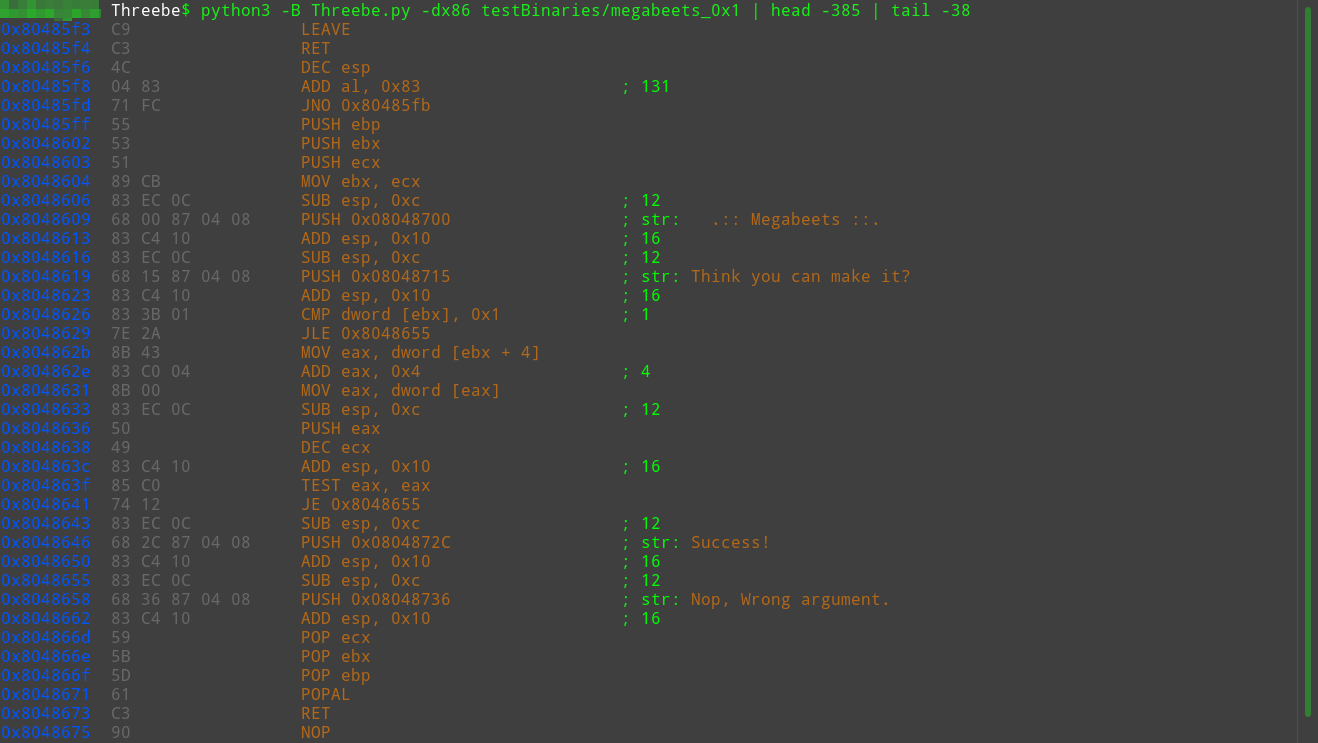 Threebe$ python3 -B Threebe.py -dx86 testBinaries/megabeets_0x1 | head -385 | tail -38
0x80485f3 C9 LEAVE
0x80485f4 C3 RET
0x80485f6 4C DEC esp
0x80485f8 04 83 ADD al, 0x83 ; 131
0x80485fd 71 FC JNO 0x80485fb
0x80485ff 55 PUSH ebp
0x8048602 53 PUSH ebx
0x8048603 51 PUSH ecx
0x8048604 89 CB MOV ebx, ecx
0x8048606 83 EC 0C SUB esp, 0xc ; 12
0x8048609 68 00 87 04 08 PUSH 0x08048700 ; str: .:: Megabeets ::.
0x8048613 83 C4 10 ADD esp, 0x10 ; 16
0x8048616 83 EC 0C SUB esp, 0xc ; 12
0x8048619 68 15 87 04 08 PUSH 0x08048715 ; str: Think you can make it?
0x8048623 83 C4 10 ADD esp, 0x10 ; 16
0x8048626 83 3B 01 CMP dword [ebx], 0x1 ; 1
0x8048629 7E 2A JLE 0x8048655
0x804862b 8B 43 MOV eax, dword [ebx + 4]
0x804862e 83 C0 04 ADD eax, 0x4 ; 4
0x8048631 8B 00 MOV eax, dword [eax]
0x8048633 83 EC 0C SUB esp, 0xc ; 12
0x8048636 50 PUSH eax
0x8048638 49 DEC ecx
0x804863c 83 C4 10 ADD esp, 0x10 ; 16
0x804863f 85 C0 TEST eax, eax
0x8048641 74 12 JE 0x8048655
0x8048643 83 EC 0C SUB esp, 0xc ; 12
0x8048646 68 2C 87 04 08 PUSH 0x0804872C ; str: Success!
0x8048650 83 C4 10 ADD esp, 0x10 ; 16
0x8048655 83 EC 0C SUB esp, 0xc ; 12
0x8048658 68 36 87 04 08 PUSH 0x08048736 ; str: Nop, Wrong argument.
0x8048662 83 C4 10 ADD esp, 0x10 ; 16
0x804866d 59 POP ecx
0x804866e 5B POP ebx
0x804866f 5D POP ebp
0x8048671 61 POPAL
0x8048673 C3 RET
0x8048675 90 NOP